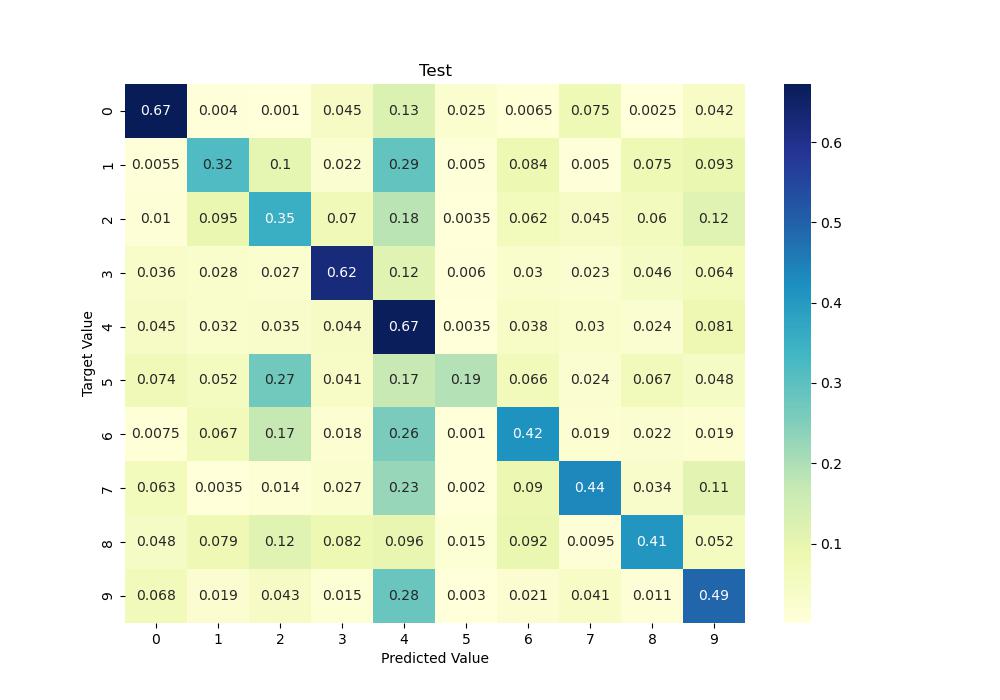 Test
0 0.67 0.004 0.001 0.045 0.13 0.025 0.0065 0.075 0.0025 0.042
1 0.0055 0.32 0.1 0.022 0.29 0.005 0.084 0.005 0.075 0.093
2 0.01 0.095 0.35 0.07 0.18 0.0035 0.062 0.045 0.06 0.12
3 0.036 0.028 0.027 0.62 0.12 0.006 0.03 0.023 0.046 0.064
4 0.045 0.032 0.035 0.044 0.67 0.0035 0.038 0.03 0.024 0.081
5 0.074 0.052 0.27 0.041 0.17 0.19 0.066 0.024 0.067 0.048
6 0.0075 0.067 0.17 0.018 0.26 0.001 0.42 0.019 0.022 0.019
7 0.063 0.0035 0.014 0.027 0.23 0.002 0.09 0.44 0.034 0.11
8 0.048 0.079 0.12 0.082 0.096 0.015 0.092 0.0095 0.41 0.052
9 0.068 0.019 0.043 0.015 0.28 0.003 0.021 0.041 0.011 0.49
0 1 2 3 4 5 6 7 8 9
Predicted Value
Target Value
0.6
0.5
0.4
0.3
0.2
0.1